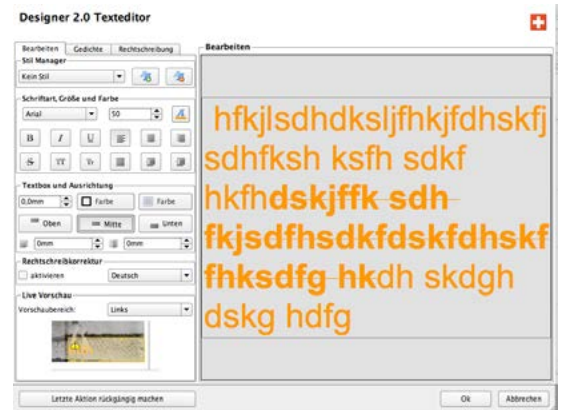 Designer 2.0 Texteditor
Bearbeiten Gedichte Rechtschreibung
Stil Manager
Kein Stil
Schriftart, Größe und Farbe
Arial 50 A
B I U
S TT Tr
Textbox und Ausrichtung
0,0mm Farbe Farbe
Oben Mitte Unten
0mm 0mm
Rechtschreibkorrektur
aktivieren Deutsch
Live Vorschau
Vorschaubereich: Links
Bearbeiten
hfkjlsdhdksljfhkjfdhskfj
sdhfksh ksfh sdkf
hkfhdskjffk sdh
fkjsdfhsdkfdskfdhskf
fhksdfg hkdh skdgh
dskg hdfg
Letzte Aktion rückgängig machen
Ok Abbrechen